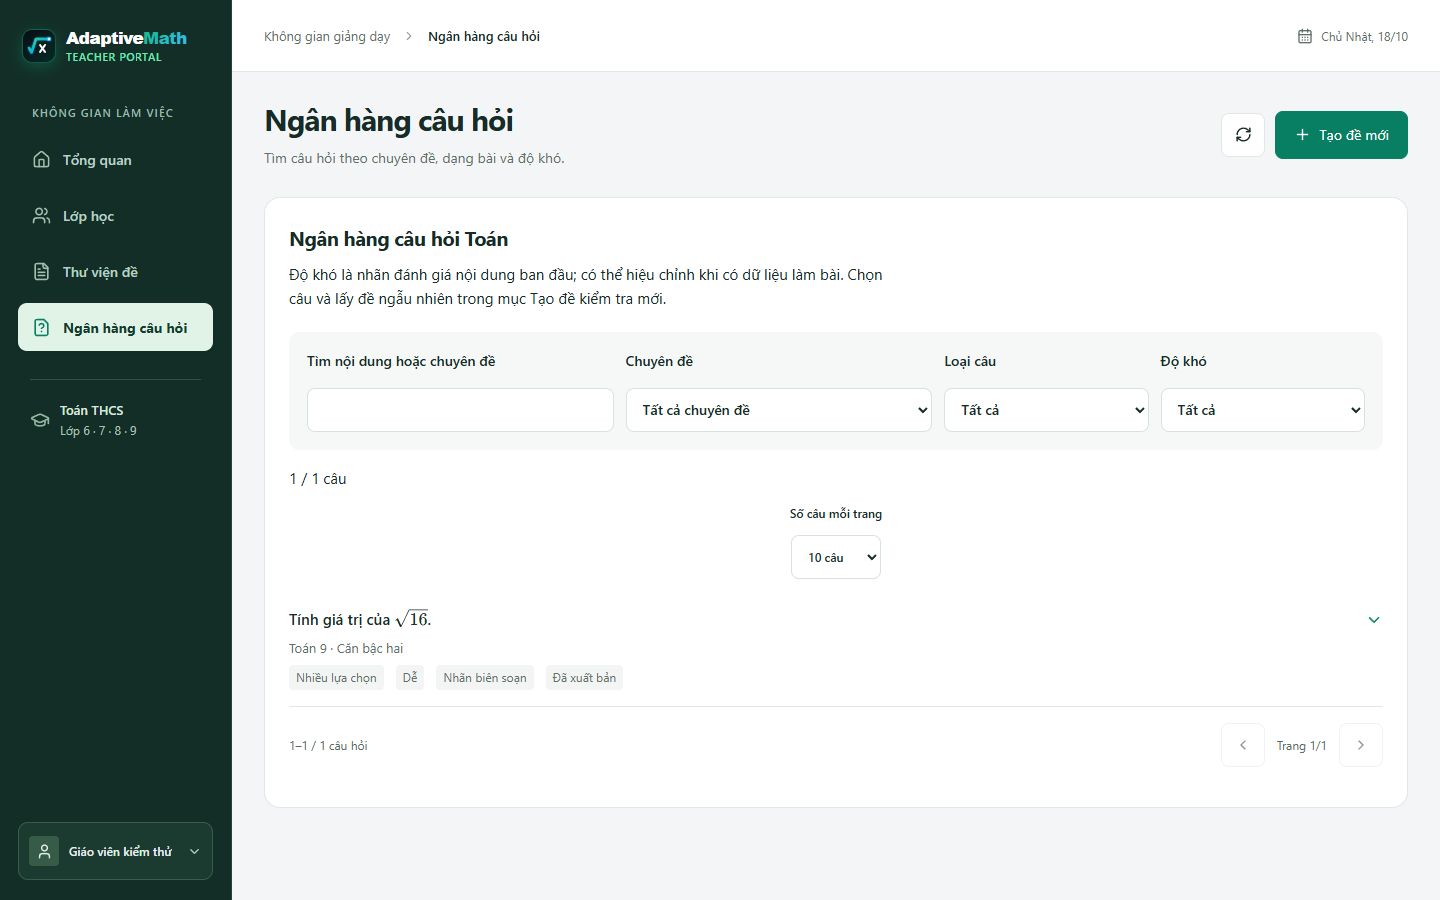 AdaptiveMath
TEACHER PORTAL
KHÔNG GIAN LÀM VIỆC
Tổng quan
Lớp học
Thư viện đề
Ngân hàng câu hỏi
Toán THCS
Lớp 6 · 7 · 8 · 9
Giáo viên kiểm thử
Không gian giảng dạy > Ngân hàng câu hỏi
Chủ Nhật, 18/10
Ngân hàng câu hỏi
Tìm câu hỏi theo chuyên đề, dạng bài và độ khó.
Tạo đề mới
Ngân hàng câu hỏi Toán
Độ khó là nhãn đánh giá nội dung ban đầu; có thể hiệu chỉnh khi có dữ liệu làm bài. Chọn
câu và lấy đề ngẫu nhiên trong mục Tạo đề kiểm tra mới.
Tìm nội dung hoặc chuyên đề
Chuyên đề
Loại câu
Độ khó
Tất cả chuyên đề
Tất cả
Tất cả
1 / 1 câu
Số câu mỗi trang
10 câu
Tính giá trị của √16.
Toán 9 · Căn bậc hai
Nhiều lựa chọn
Dễ
Nhãn biên soạn
Đã xuất bản
1–1 / 1 câu hỏi
Trang 1/1